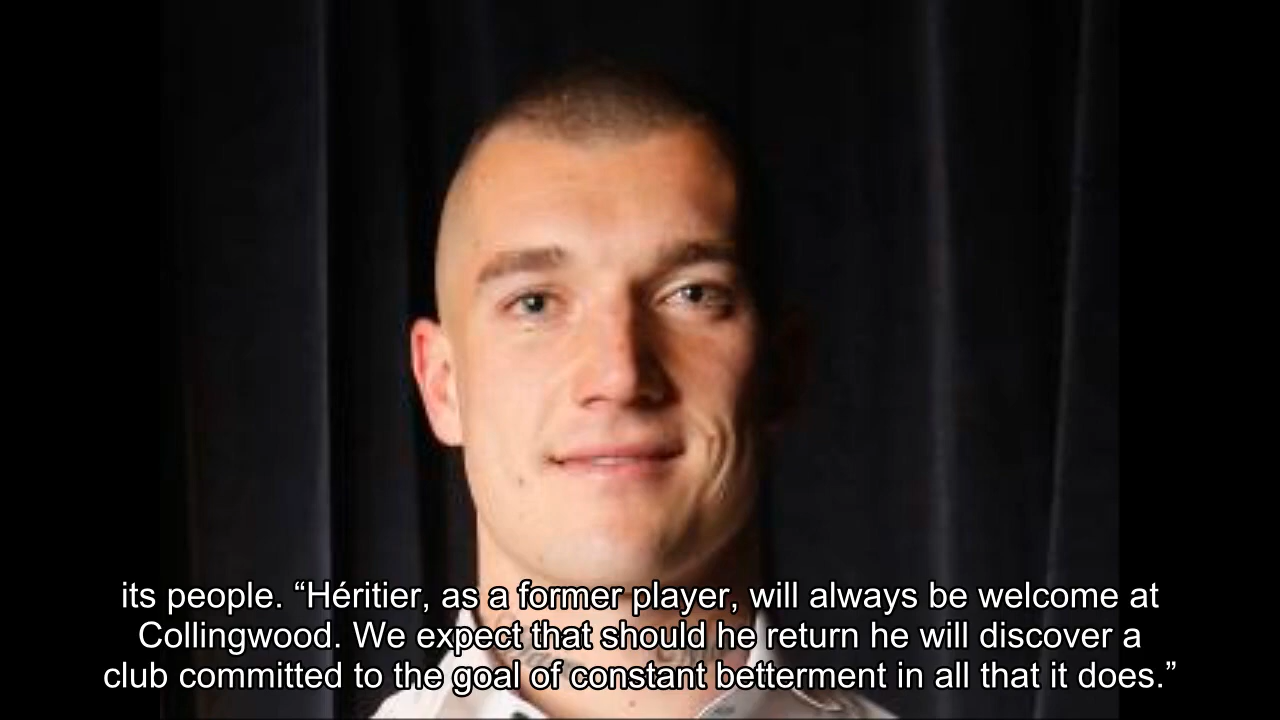 its people. “Héritier, as a former player, will always be welcome at
Collingwood. We expect that should he return he will discover a
club committed to the goal of constant betterment in all that it does.”